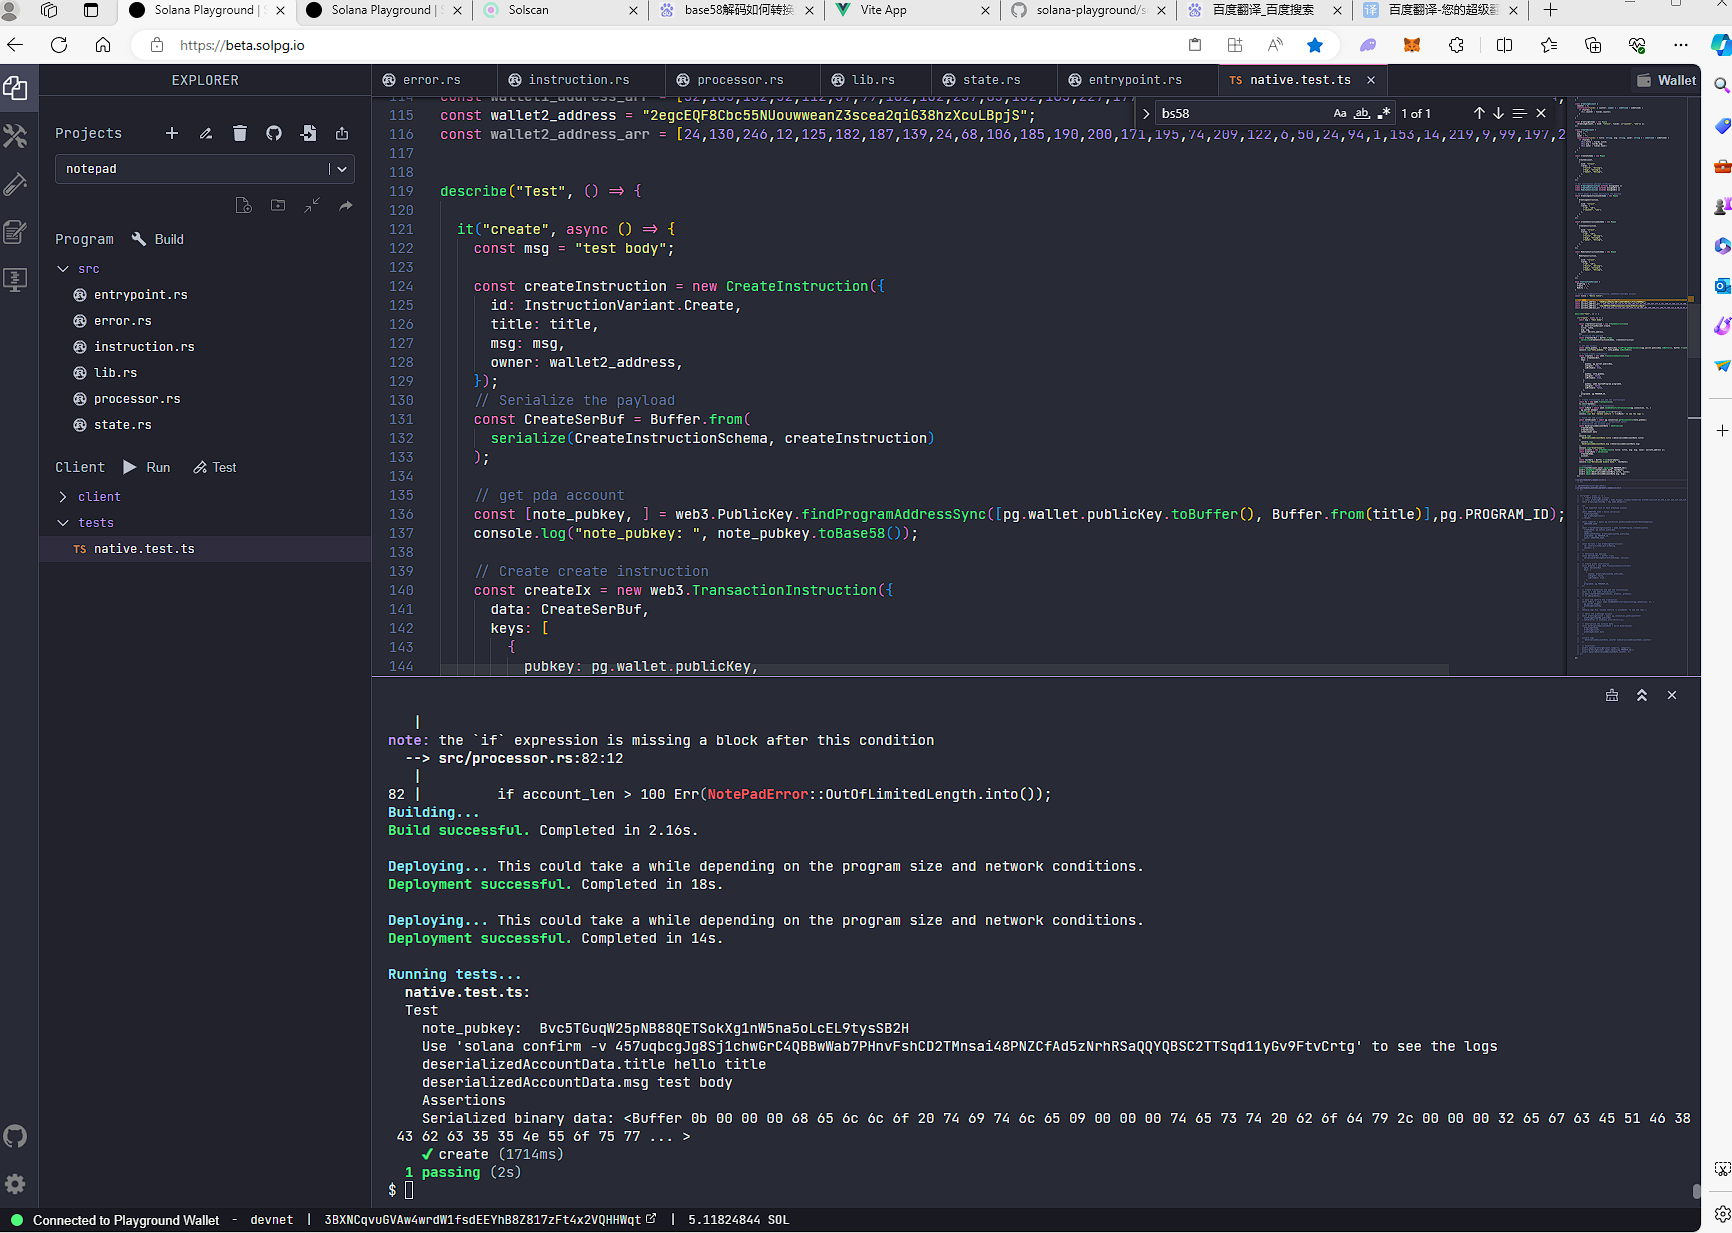 Solana Playground | S
Solana Playground | S
Solscan
base58解码如何转换
Vite App
solana-playground/s
百度翻译_百度搜索
百度翻译-您的超级翻
https://beta.solpg.io
EXPLORER
error.rs
instruction.rs
processor.rs
lib.rs
state.rs
entrypoint.rs
TS native.test.ts
Wallet
Projects
notepad
Program Build
src
entrypoint.rs
error.rs
instruction.rs
lib.rs
processor.rs
state.rs
Client Run Test
client
tests
TS native.test.ts
bs58
Aa ab .* 1 of 1
115 const wallet2_address = "2egcEQF8Cbc55NUouwweanZ3scea2qiG38hzXcuLBpjS";
116 const wallet2_address_arr = [24,130,246,12,125,182,187,139,24,68,106,185,190,200,171,195,74,209,122,6,50,24,94,1,153,14,219,9,99,197,2
117
118
119 describe("Test", () => {
120
121 it("create", async () => {
122 const msg = "test body";
123
124 const createInstruction = new CreateInstruction({
125 id: InstructionVariant.Create,
126 title: title,
127 msg: msg,
128 owner: wallet2_address,
129 });
130 // Serialize the payload
131 const CreateSerBuf = Buffer.from(
132 serialize(CreateInstructionSchema, createInstruction)
133 );
134
135 // get pda account
136 const [note_pubkey, ] = web3.PublicKey.findProgramAddressSync([pg.wallet.publicKey.toBuffer(), Buffer.from(title)],pg.PROGRAM_ID);
137 console.log("note_pubkey: ", note_pubkey.toBase58());
138
139 // Create create instruction
140 const createIx = new web3.TransactionInstruction({
141 data: CreateSerBuf,
142 keys: [
143 {
144 pubkey: pg.wallet.publicKey,
|
note: the `if` expression is missing a block after this condition
--> src/processor.rs:82:12
|
82 | if account_len > 100 Err(NotePadError::OutOfLimitedLength.into());
Building...
Build successful. Completed in 2.16s.
Deploying... This could take a while depending on the program size and network conditions.
Deployment successful. Completed in 18s.
Deploying... This could take a while depending on the program size and network conditions.
Deployment successful. Completed in 14s.
Running tests...
native.test.ts:
Test
note_pubkey: Bvc5TGuqW25pNB88QETSokXg1nW5na5oLcEL9tysSB2H
Use 'solana confirm -v 457uqbcgJg8Sj1chwGrC4QBBwWab7PHnvFshCD2TMnsai48PNZCfAd5zNrhRSaQQYQBSC2TTSqd11yGv9FtvCrtg' to see the logs
deserializedAccountData.title hello title
deserializedAccountData.msg test body
Assertions
Serialized binary data: <Buffer 0b 00 00 00 68 65 6c 6c 6f 20 74 69 74 6c 65 09 00 00 00 74 65 73 74 20 62 6f 64 79 2c 00 00 00 32 65 67 63 45 51 46 38
43 62 63 35 35 4e 55 6f 75 77 ... >
✓ create (1714ms)
1 passing (2s)
$
Connected to Playground Wallet - devnet | 3BXNCqvuGVAw4wrdW1fsdEEYhB8Z817zFt4x2VQHHWqt | 5.11824844 SOL